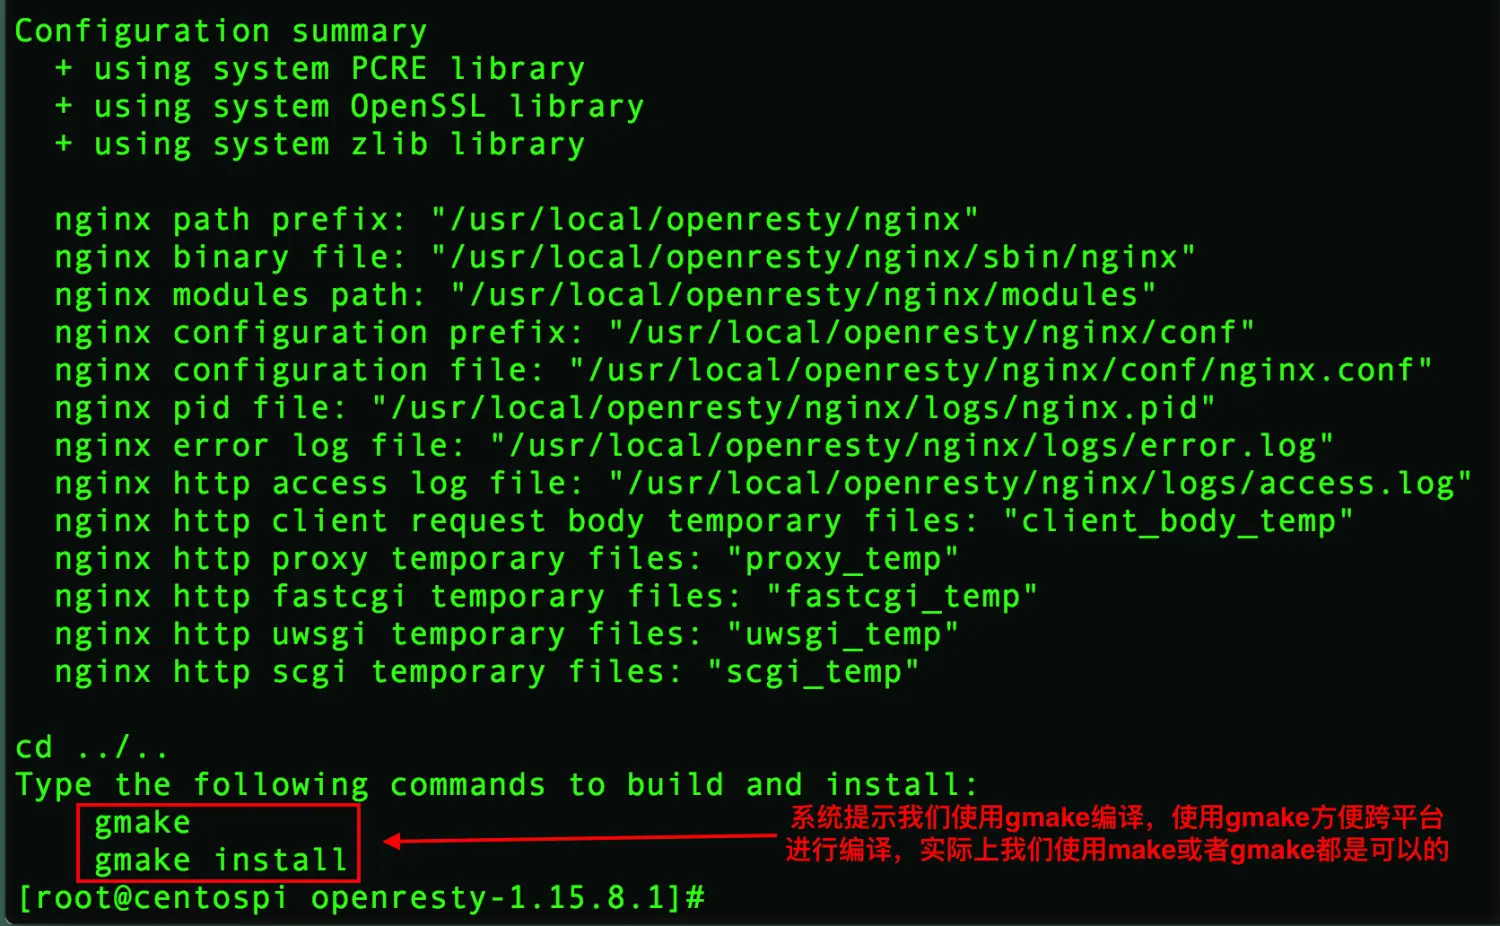 Configuration summary
+ using system PCRE library
+ using system OpenSSL library
+ using system zlib library
nginx path prefix: "/usr/local/openresty/nginx"
nginx binary file: "/usr/local/openresty/nginx/sbin/nginx"
nginx modules path: "/usr/local/openresty/nginx/modules"
nginx configuration prefix: "/usr/local/openresty/nginx/conf"
nginx configuration file: "/usr/local/openresty/nginx/conf/nginx.conf"
nginx pid file: "/usr/local/openresty/nginx/logs/nginx.pid"
nginx error log file: "/usr/local/openresty/nginx/logs/error.log"
nginx http access log file: "/usr/local/openresty/nginx/logs/access.log"
nginx http client request body temporary files: "client_body_temp"
nginx http proxy temporary files: "proxy_temp"
nginx http fastcgi temporary files: "fastcgi_temp"
nginx http uwsgi temporary files: "uwsgi_temp"
nginx http scgi temporary files: "scgi_temp"
cd ../..
Type the following commands to build and install:
gmake
gmake install
系统提示我们使用gmake编译，使用gmake方便跨平台
进行编译，实际上我们使用make或者gmake都是可以的
[root@centospi openresty-1.15.8.1]#